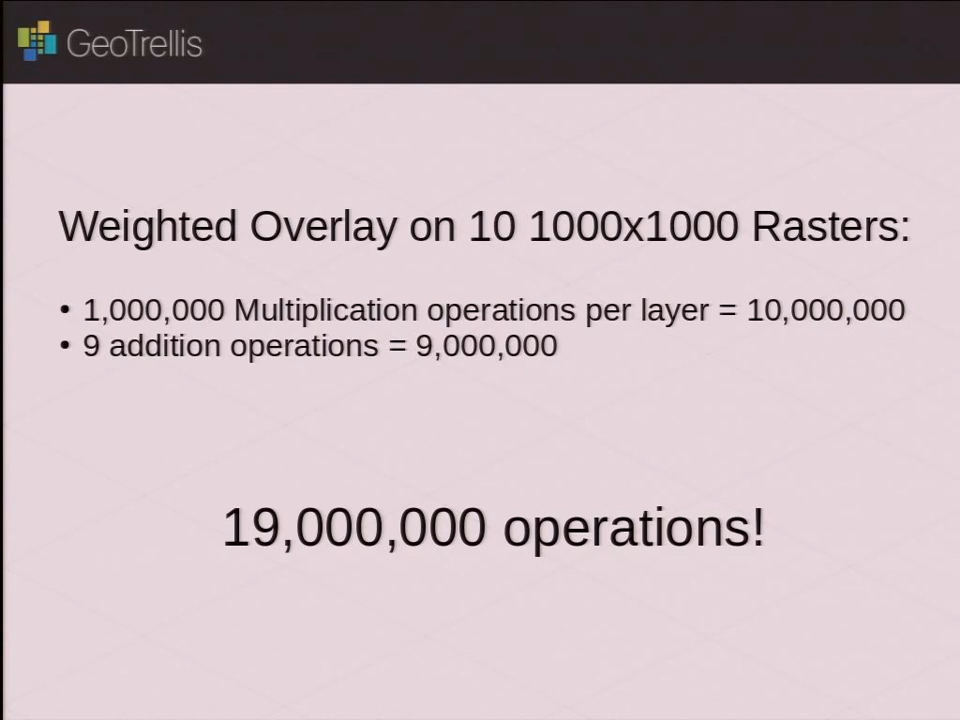 GeoTrellis
Weighted Overlay on 10 1000x1000 Rasters:
• 1,000,000 Multiplication operations per layer = 10,000,000
• 9 addition operations = 9,000,000
19,000,000 operations!